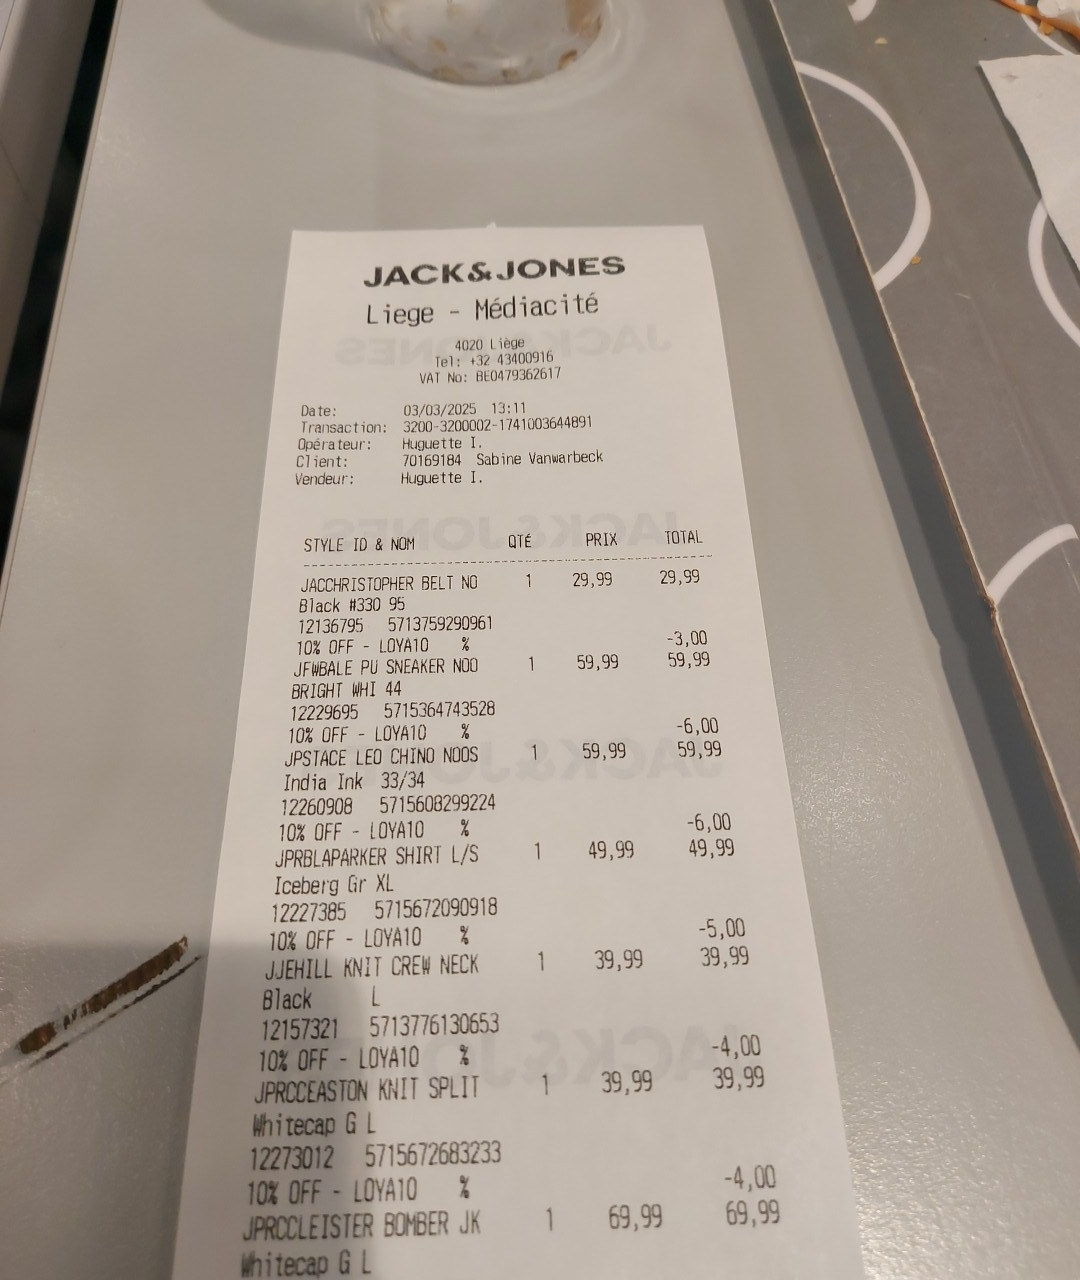 JACK&JONES
Liege - Médiacité
4020 Liège
Tel: +32 43400916
VAT No: BE0479362617
Date: 03/03/2025 13:11
Transaction: 3200-3200002-1741003644891
Opérateur: Huguette I.
Client: 70169184 Sabine Vanwarbeck
Vendeur: Huguette I.
STYLE ID & NOM QTÉ PRIX TOTAL
JACCHRISTOPHER BELT NO 1 29,99 29,99
Black #330 95
12136795 5713759290961
10% OFF - LOYA10 % -3,00
JFWBALE PU SNEAKER NOO 1 59,99 59,99
BRIGHT WHI 44
12229695 5715364743528
10% OFF - LOYA10 % -6,00
JPSTACE LEO CHINO NOOS 1 59,99 59,99
India Ink 33/34
12260908 5715608299224
10% OFF - LOYA10 % -6,00
JPRBLAPARKER SHIRT L/S 1 49,99 49,99
Iceberg Gr XL
12227385 5715672090918
10% OFF - LOYA10 % -5,00
JJEHILL KNIT CREW NECK 1 39,99 39,99
Black L
12157321 5713776130653
10% OFF - LOYA10 % -4,00
JPRCCEASTON KNIT SPLIT 1 39,99 39,99
Whitecap G L
12273012 5715672683233
10% OFF - LOYA10 % -4,00
JPRCCLEISTER BOMBER JK 1 69,99 69,99
Whitecap G L